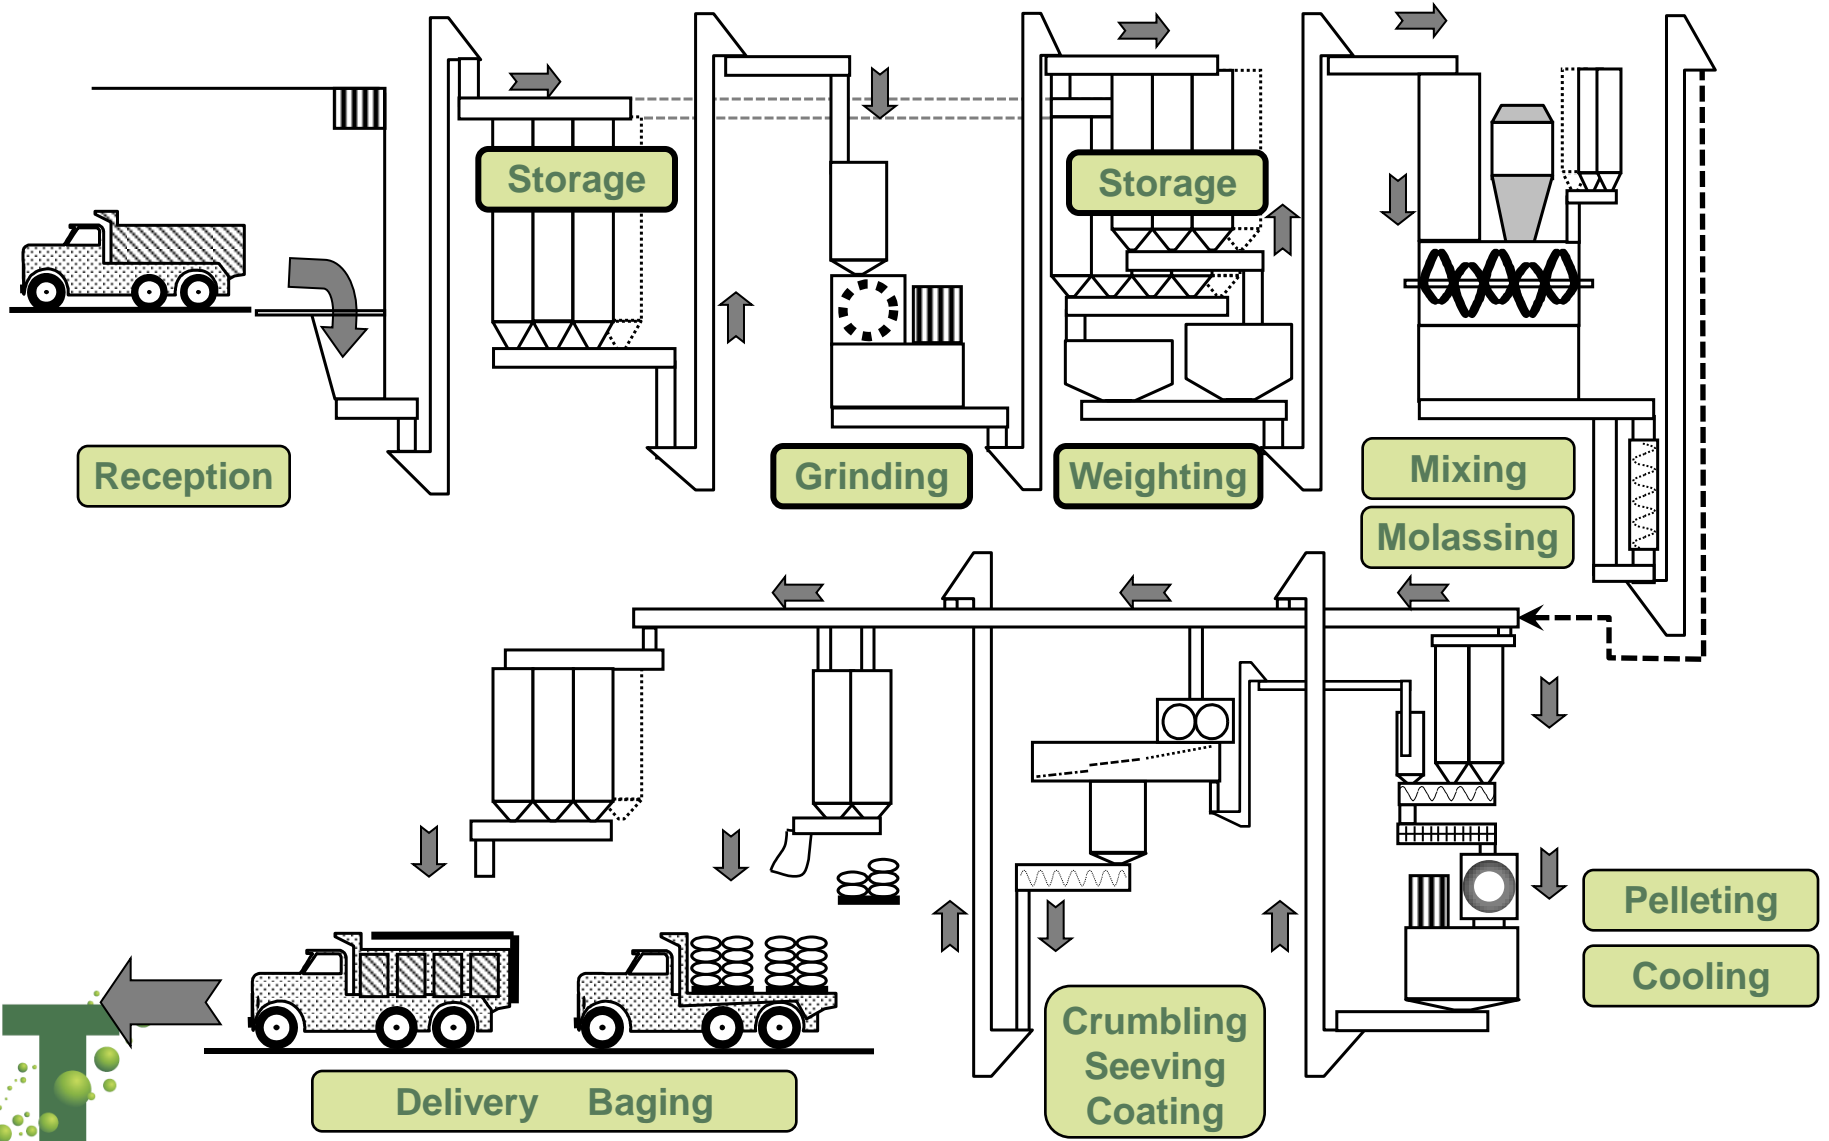 Storage
Storage
Reception
Grinding
Weighting
Mixing
Molassing
Pelleting
Cooling
Crumbling
Seeving
Coating
Delivery Baging
T